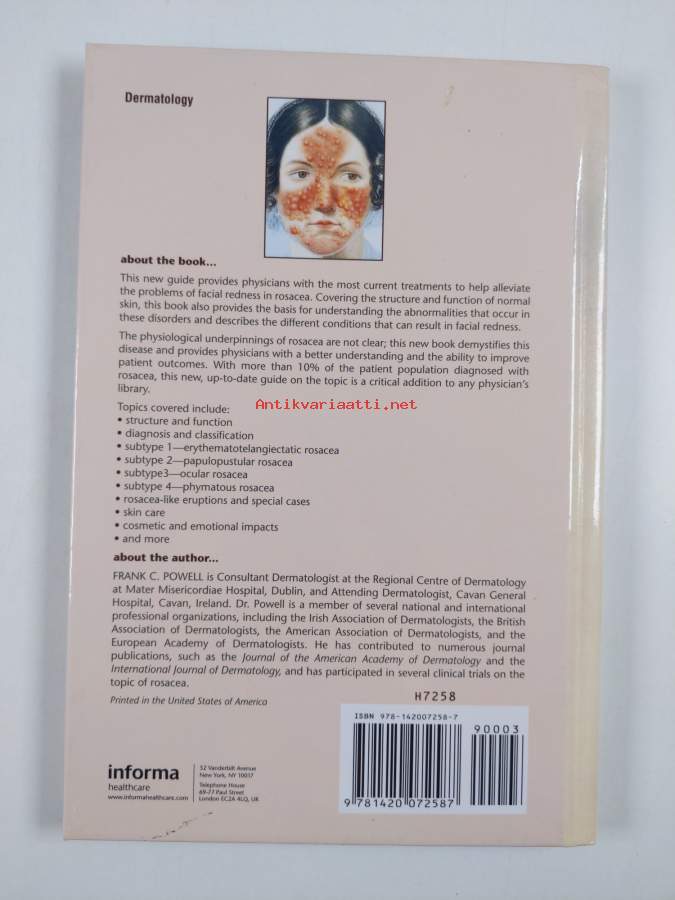 Dermatology
about the book...
This new guide provides physicians with the most current treatments to help alleviate
the problems of facial redness in rosacea. Covering the structure and function of normal
skin, this book also provides the basis for understanding the abnormalities that occur in
these disorders and describes the different conditions that can result in facial redness.
The physiological underpinnings of rosacea are not clear; this new book demystifies this
disease and provides physicians with a better understanding and the ability to improve
patient outcomes. With more than 10% of the patient population diagnosed with
rosacea, this new, up-to-date guide on the topic is a critical addition to any physician's
library.
Antikvariaatti.net
Topics covered include:
• structure and function
• diagnosis and classification
• subtype 1—erythematotelangiectatic rosacea
• subtype 2—papulopustular rosacea
• subtype3—ocular rosacea
• subtype 4—phymatous rosacea
• rosacea-like eruptions and special cases
• skin care
• cosmetic and emotional impacts
• and more
about the author...
FRANK C. POWELL is Consultant Dermatologist at the Regional Centre of Dermatology
at Mater Misericordiae Hospital, Dublin, and Attending Dermatologist, Cavan General
Hospital, Cavan, Ireland. Dr. Powell is a member of several national and international
professional organizations, including the Irish Association of Dermatologists, the British
Association of Dermatologists, the American Association of Dermatologists, and the
European Academy of Dermatologists. He has contributed to numerous journal
publications, such as the Journal of the American Academy of Dermatology and the
International Journal of Dermatology, and has participated in several clinical trials on the
topic of rosacea.
Printed in the United States of America
H7258
ISBN 978-142007258-7
90003
9 781420 072587
informa
healthcare
www.informahealthcare.com
52 Vanderbilt Avenue
New York, NY 10017
Telephone House
69-77 Paul Street
London EC2A 4LQ, UK